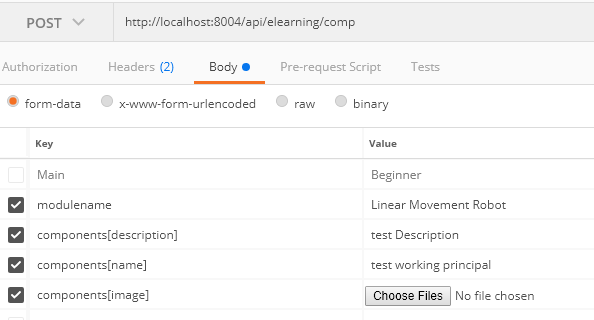 POST http://localhost:8004/api/elearning/comp
Authorization Headers (2) Body Pre-request Script Tests
form-data x-www-form-urlencoded raw binary
Key Value
Main Beginner
modulename Linear Movement Robot
components[description] test Description
components[name] test working principal
components[image] Choose Files No file chosen